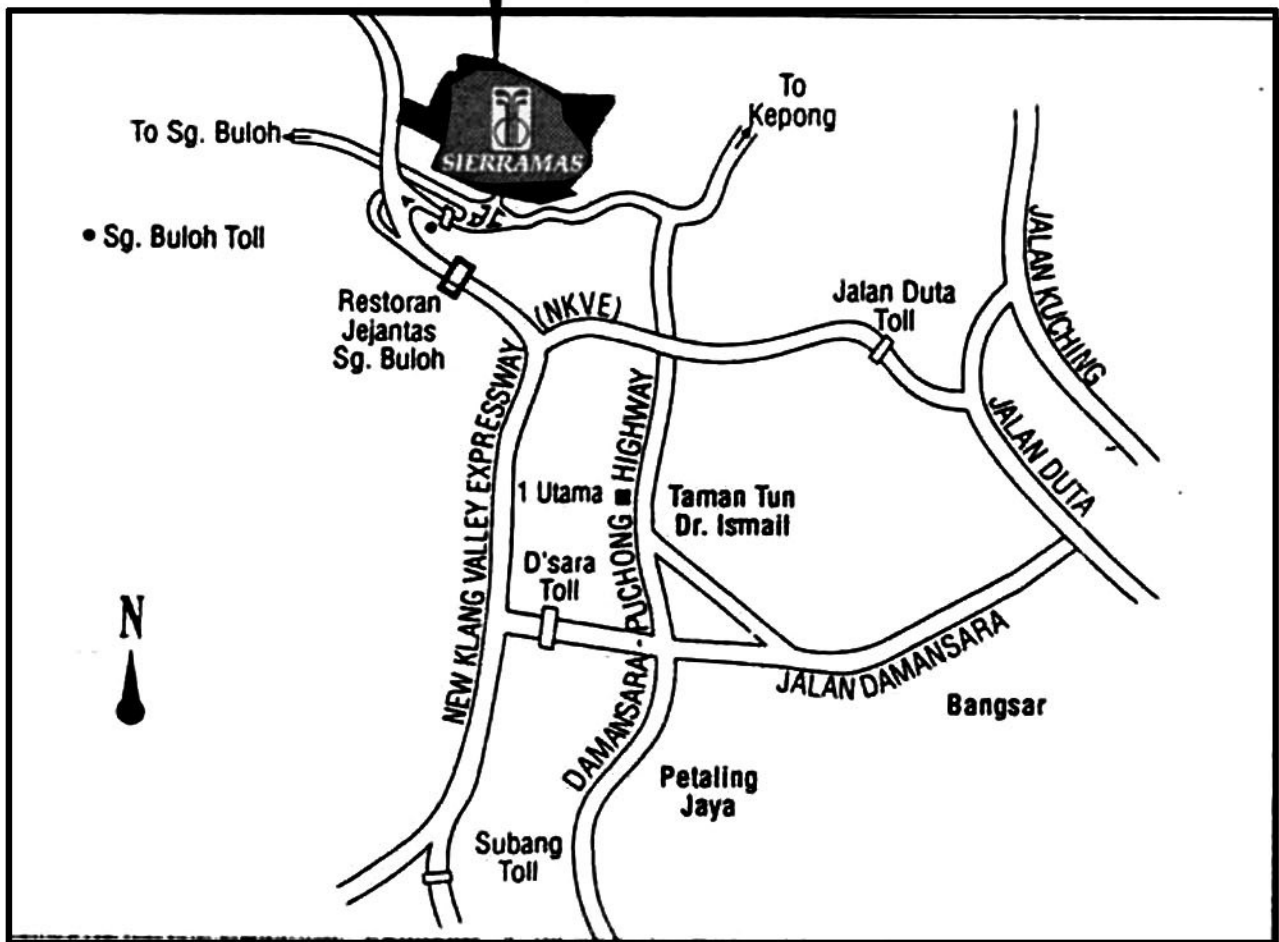 To
Kepong
To Sg. Buloh
SIERRAMAS
Sg. Buloh Toll
Restoran
Jejantas
Sg. Buloh
(NKVE)
Jalan Duta
Toll
JALAN KUCHING
JALAN DUTA
NEW KLANG VALLEY EXPRESSWAY
1 Utama
DAMANSARA - PUCHONG HIGHWAY
Taman Tun
Dr. Ismail
D'sara
Toll
N
JALAN DAMANSARA
Bangsar
Petaling
Jaya
Subang
Toll